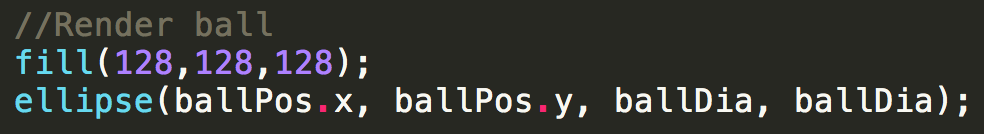 //Render ball
fill(128,128,128);
ellipse(ballPos.x, ballPos.y, ballDia, ballDia);